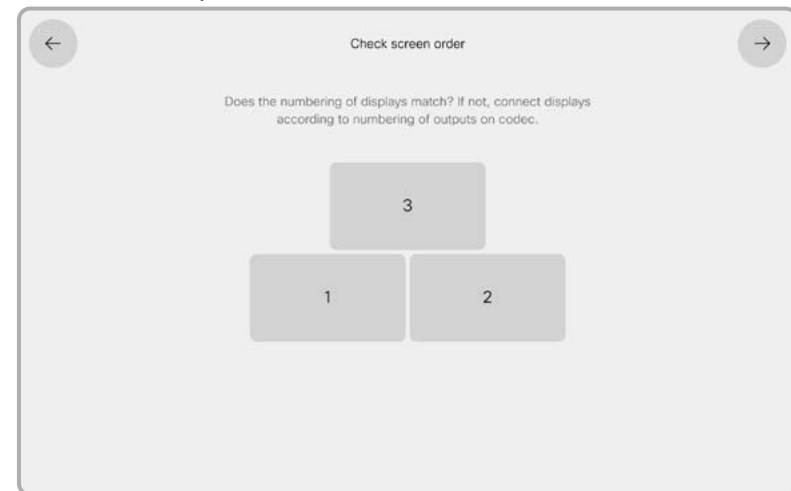 Check screen order
Does the numbering of displays match? If not, connect displays
according to numbering of outputs on codec.
3
1
2